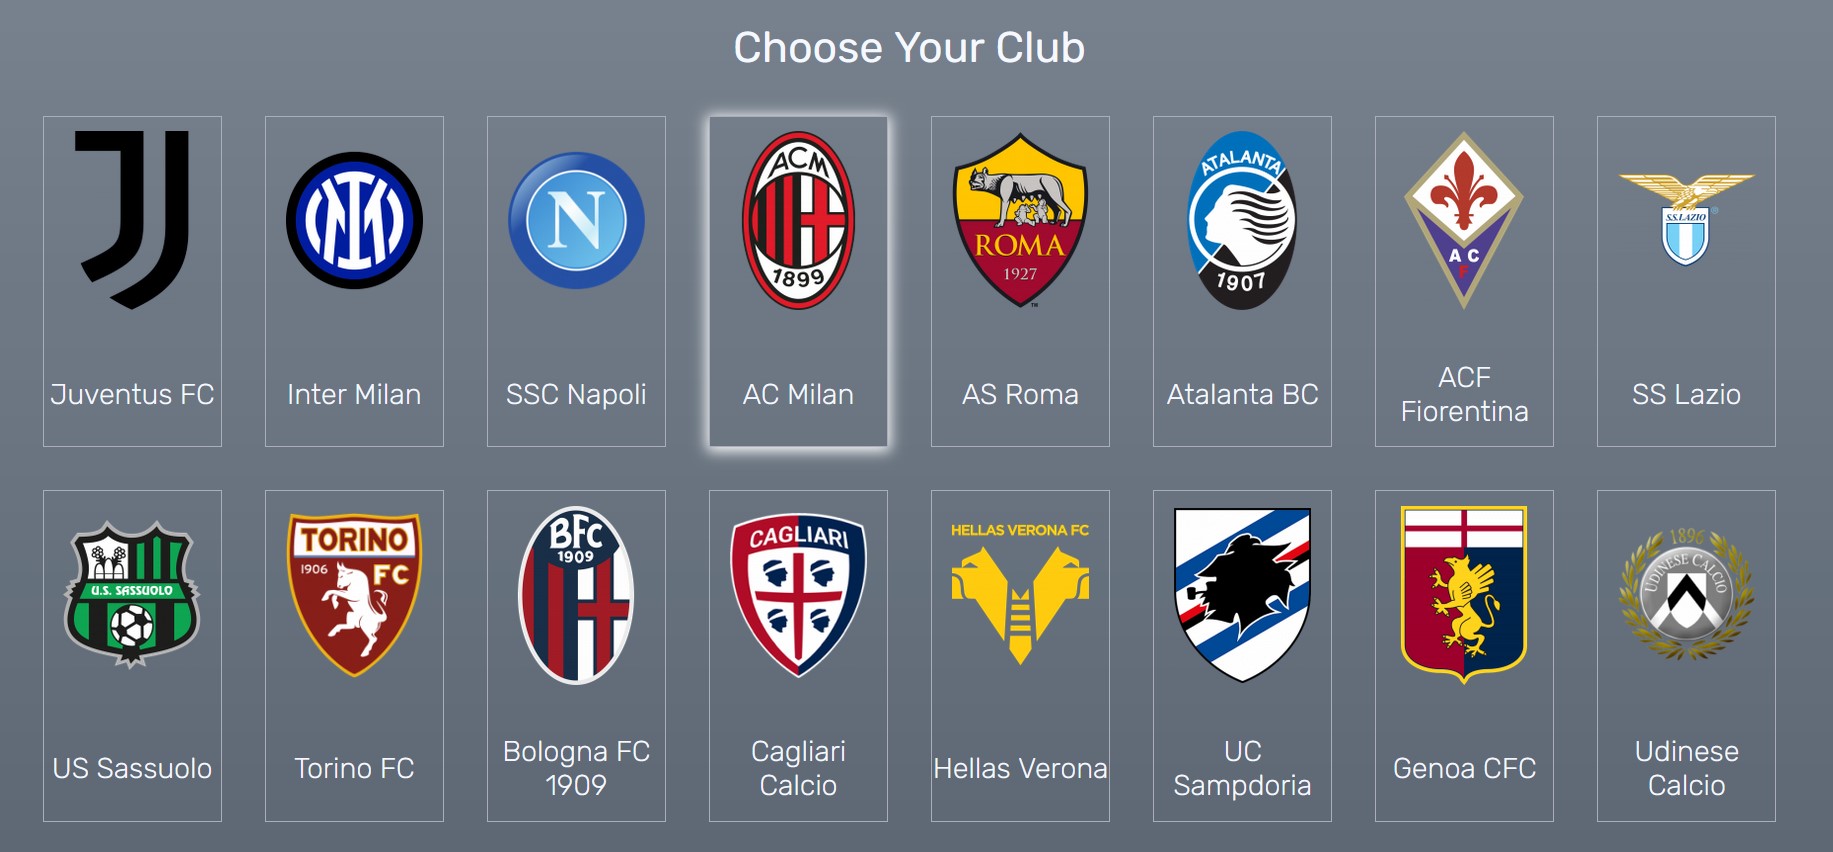 Choose Your Club
ACM
1899
ROMA
1927
TM
ATALANTA
1907
A C
F
S.S.LAZIO
®
N
Juventus FC
Inter Milan
SSC Napoli
AC Milan
AS Roma
Atalanta BC
ACF
Fiorentina
SS Lazio
U.S. SASSUOLO
TORINO
1906
FC
BFC
1909
CAGLIARI
HELLAS VERONA FC
1896
UDINESE CALCIO
US Sassuolo
Torino FC
Bologna FC
1909
Cagliari
Calcio
Hellas Verona
UC
Sampdoria
Genoa CFC
Udinese
Calcio